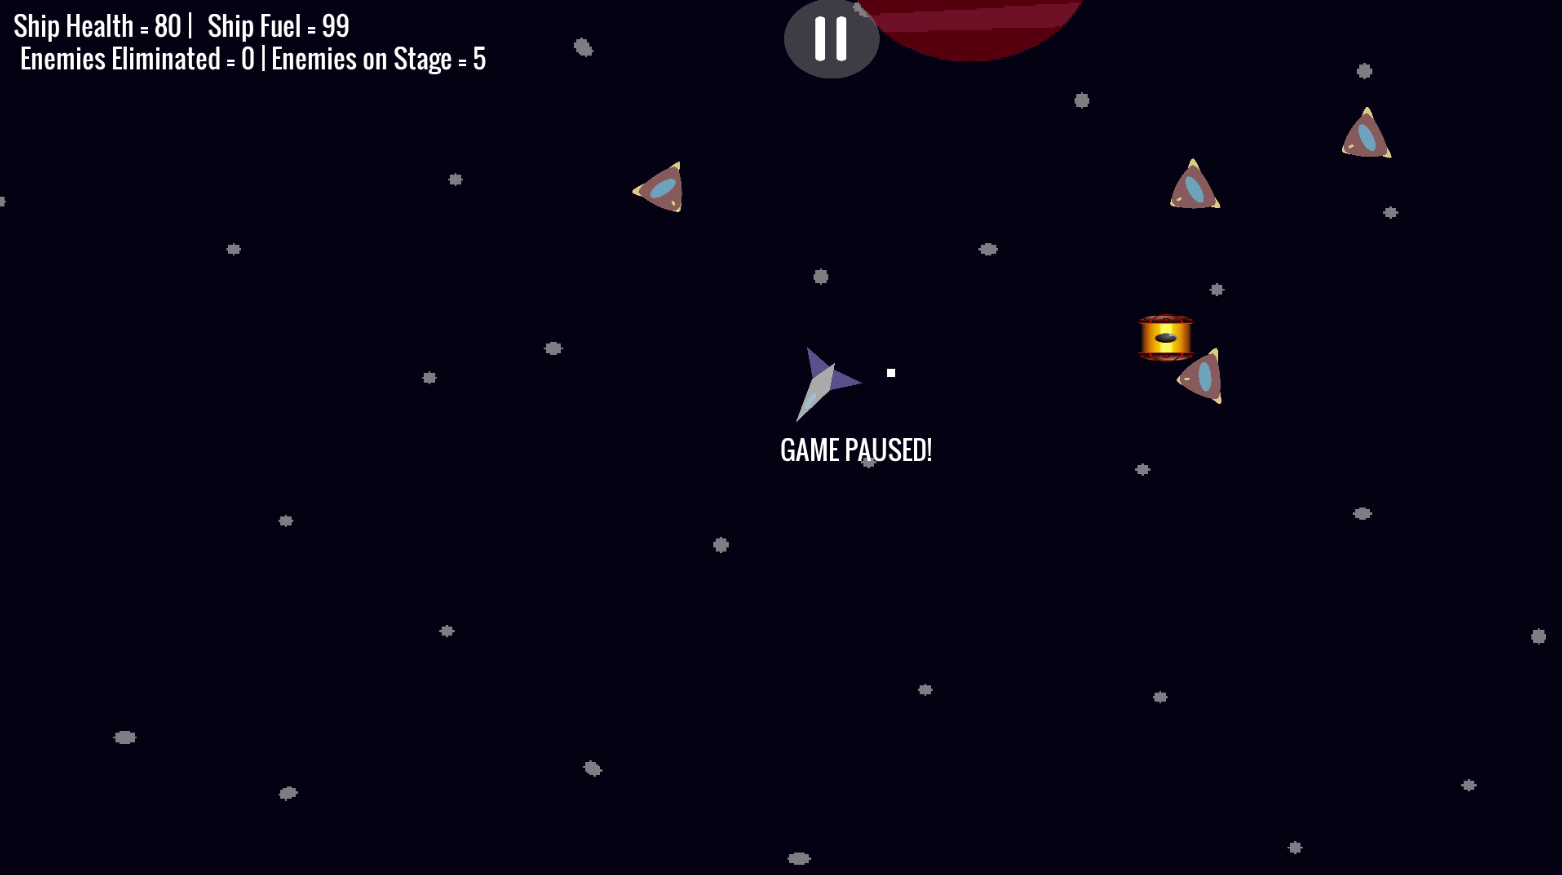 Ship Health = 80 | Ship Fuel = 99
Enemies Eliminated = 0 | Enemies on Stage = 5
GAME PAUSED!